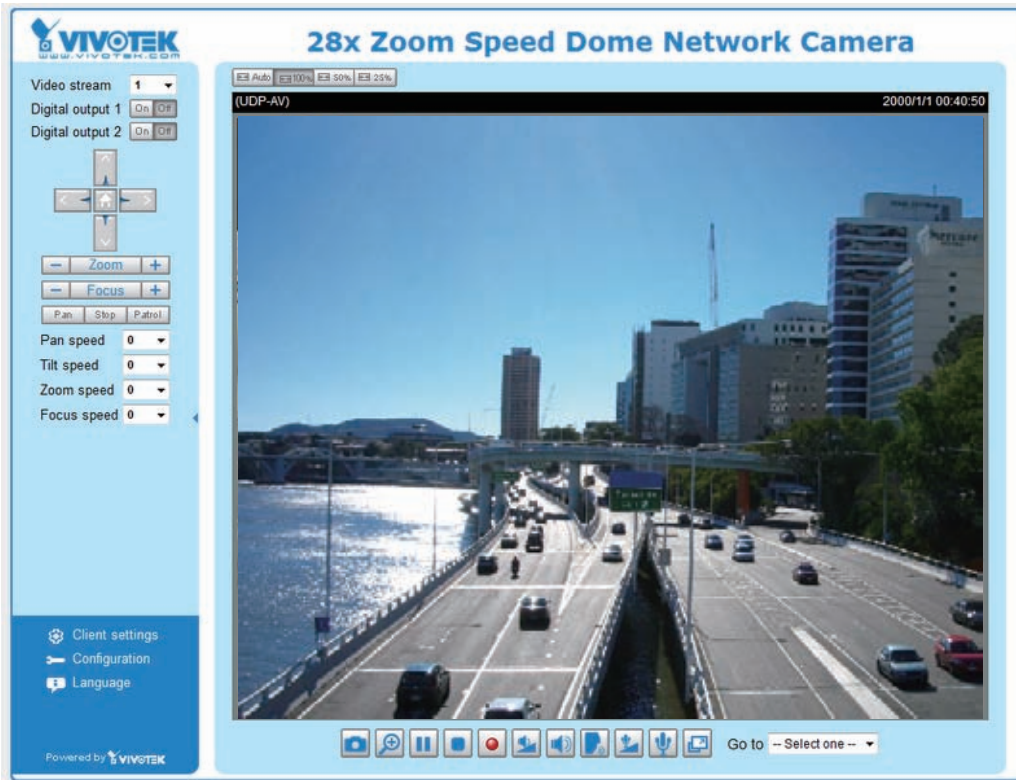 VIVOTEK
www.vivotek.com
28x Zoom Speed Dome Network Camera
Video stream 1
Digital output 1 On Off
Digital output 2 On Off
Zoom
Focus
Pan Stop Patrol
Pan speed 0
Tilt speed 0
Zoom speed 0
Focus speed 0
Client settings
Configuration
Language
Powered by VIVOTEK
Auto 100% 50% 25%
(UDP-AV) 2000/1/1 00:40:50
Mercure
Go to -- Select one --